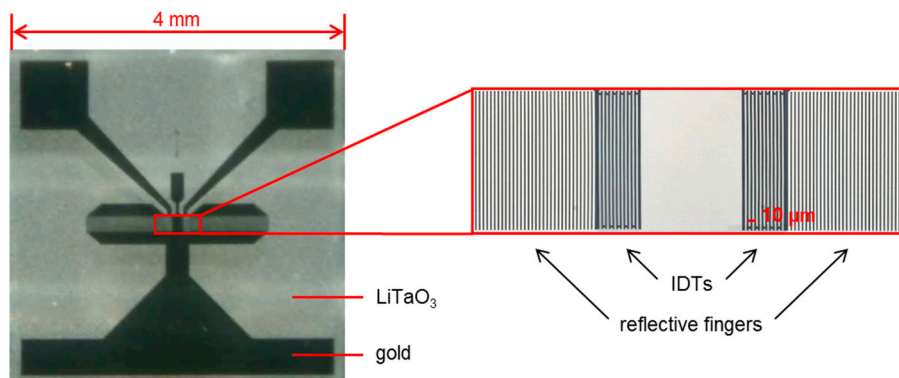 4 mm
10 µm
IDTs
LiTaO₃
reflective fingers
gold